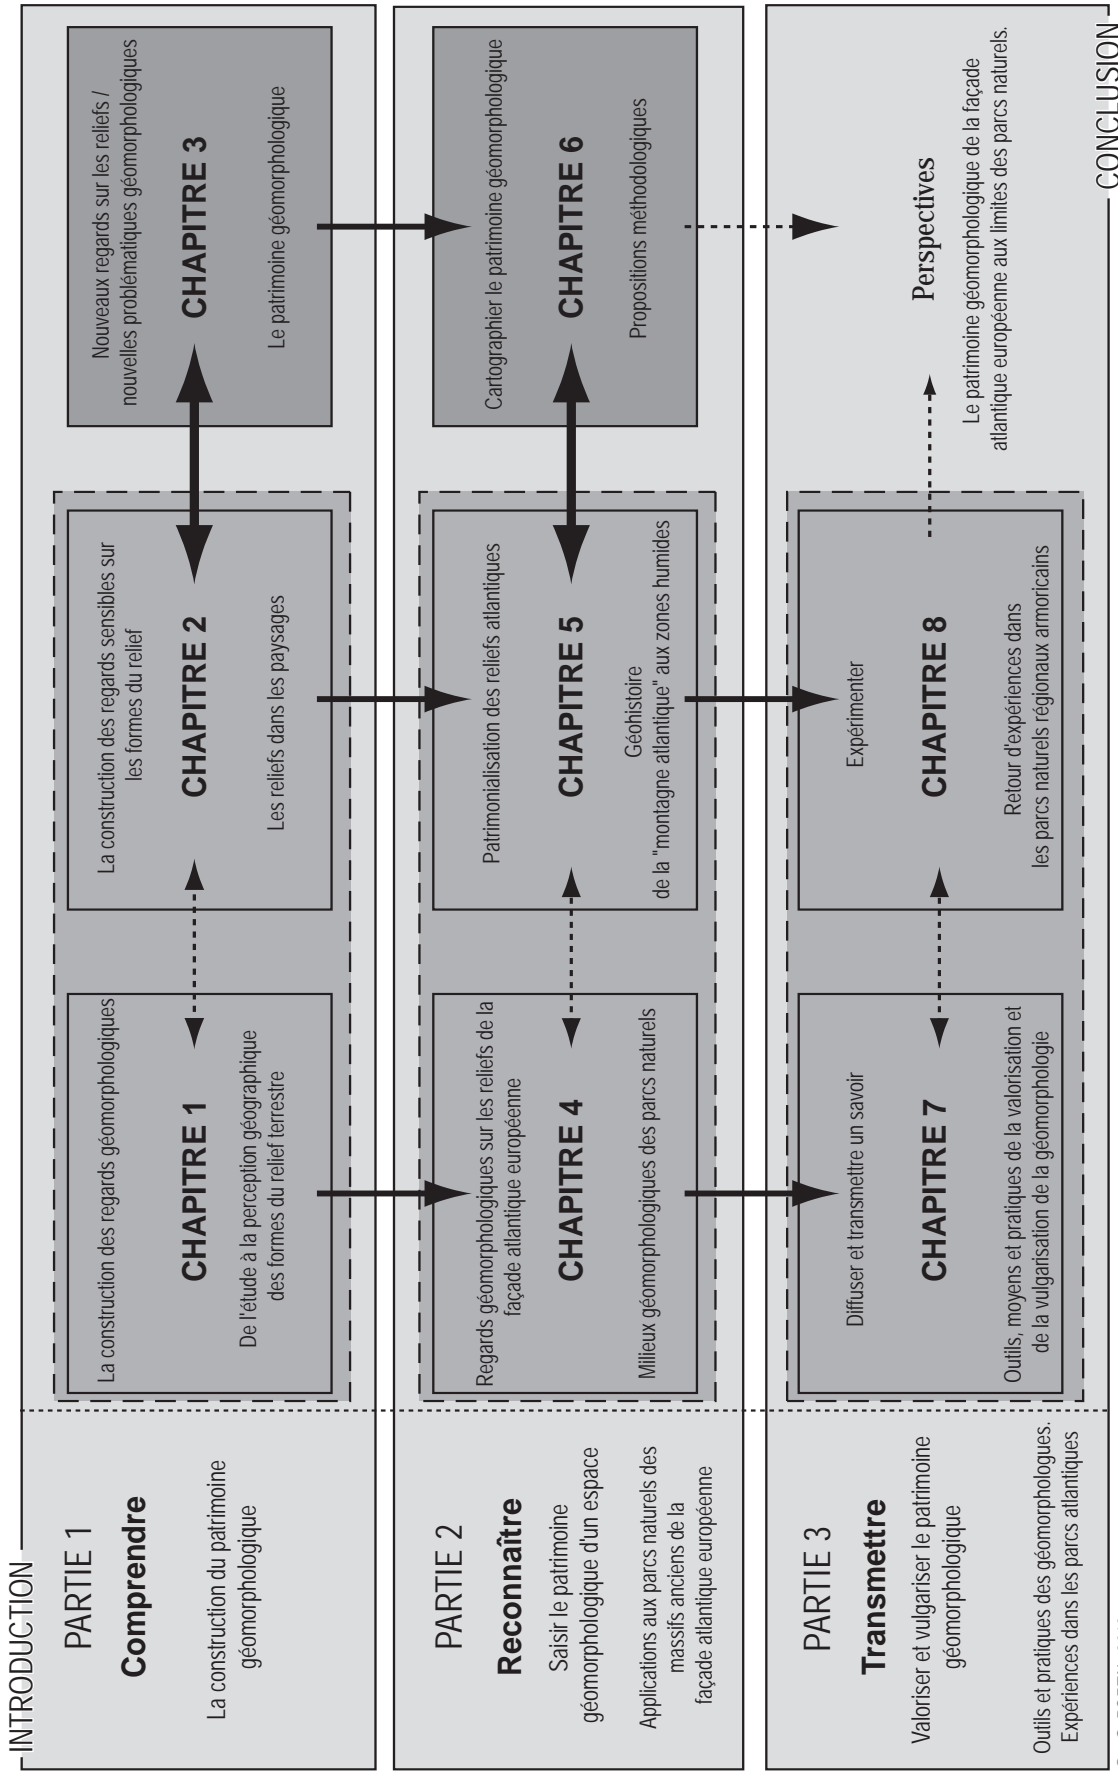 INTRODUCTION
PARTIE 1
Comprendre
La construction du patrimoine
géomorphologique
La construction des regards géomorphologiques
CHAPITRE 1
De l'étude à la perception géographique
des formes du relief terrestre
La construction des regards sensibles sur
les formes du relief
CHAPITRE 2
Les reliefs dans les paysages
Nouveaux regards sur les reliefs /
nouvelles problématiques géomorphologiques
CHAPITRE 3
Le patrimoine géomorphologique
PARTIE 2
Reconnaître
Saisir le patrimoine
géomorphologique d'un espace
Applications aux parcs naturels des
massifs anciens de la
façade atlantique européenne
Regards géomorphologiques sur les reliefs de la
façade atlantique européenne
CHAPITRE 4
Milieux géomorphologiques des parcs naturels
Patrimonialisation des reliefs atlantiques
CHAPITRE 5
Géohistoire
de la "montagne atlantique" aux zones humides
Cartographier le patrimoine géomorphologique
CHAPITRE 6
Propositions méthodologiques
PARTIE 3
Transmettre
Valoriser et vulgariser le patrimoine
géomorphologique
Outils et pratiques des géomorphologues.
Expériences dans les parcs atlantiques
Diffuser et transmettre un savoir
CHAPITRE 7
Outils, moyens et pratiques de la valorisation et
de la vulgarisation de la géomorphologie
Expérimenter
CHAPITRE 8
Retour d'expériences dans
les parcs naturels régionaux armoricains
Perspectives
Le patrimoine géomorphologique de la façade
atlantique européenne aux limites des parcs naturels.
CONCLUSION